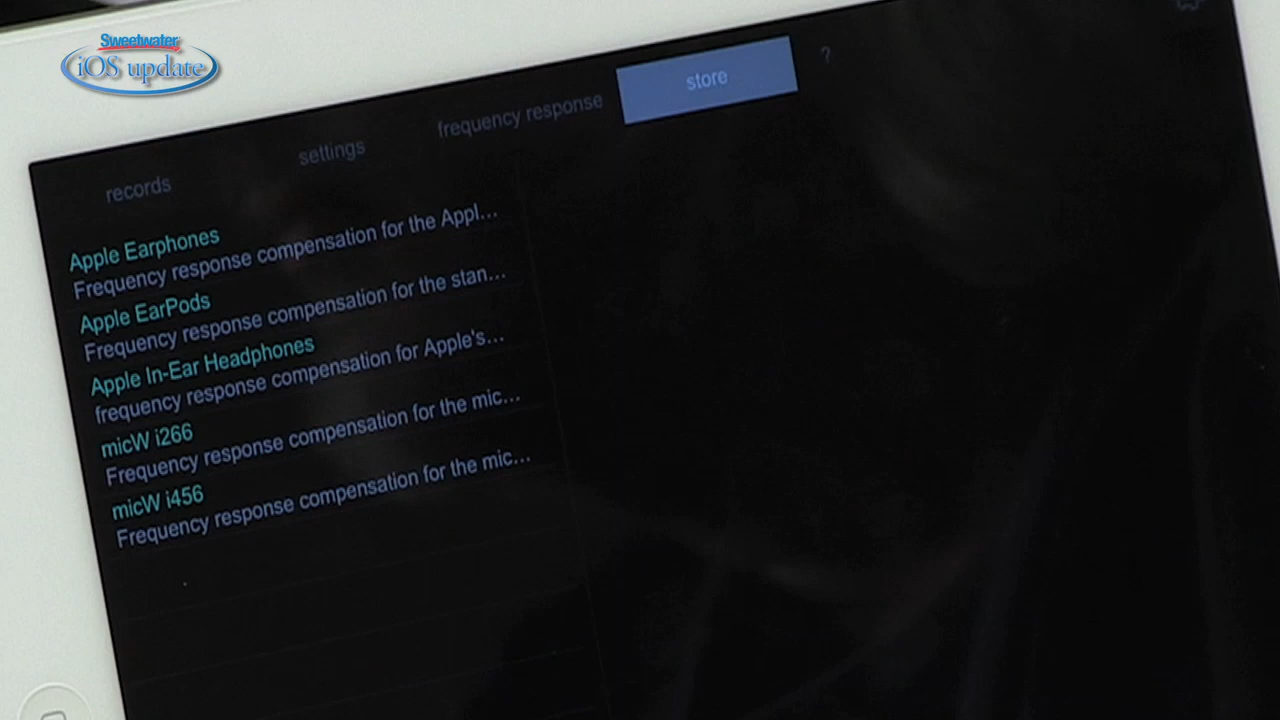 Sweetwater
iOS update
records
settings
frequency response
store
?
Apple Earphones
Frequency response compensation for the Appl...
Apple EarPods
Frequency response compensation for the stan...
Apple In-Ear Headphones
frequency response compensation for Apple's...
micW i266
Frequency response compensation for the mic...
micW i456
Frequency response compensation for the mic...